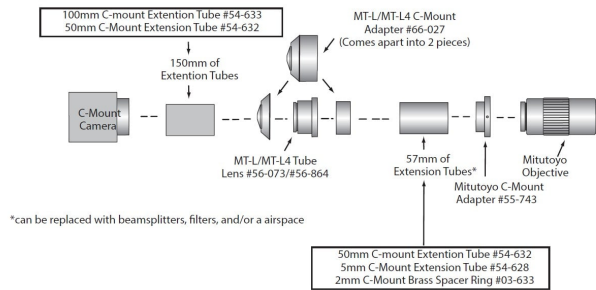 100mm C-mount Extention Tube #54-633
50mm C-mount Extension Tube #54-632
MT-L/MT-L4 C-Mount
Adapter #66-027
(Comes apart into 2 pieces)
150mm of
Extention Tubes
C-Mount
Camera
MT-L/MT-L4 Tube
Lens #56-073/#56-864
57mm of
Extension Tubes*
Mitutoyo
Objective
Mitutoyo C-Mount
Adapter #55-743
*can be replaced with beamsplitters, filters, and/or a airspace
50mm C-mount Extention Tube #54-632
5mm C-Mount Extension Tube #54-628
2mm C-Mount Brass Spacer Ring #03-633